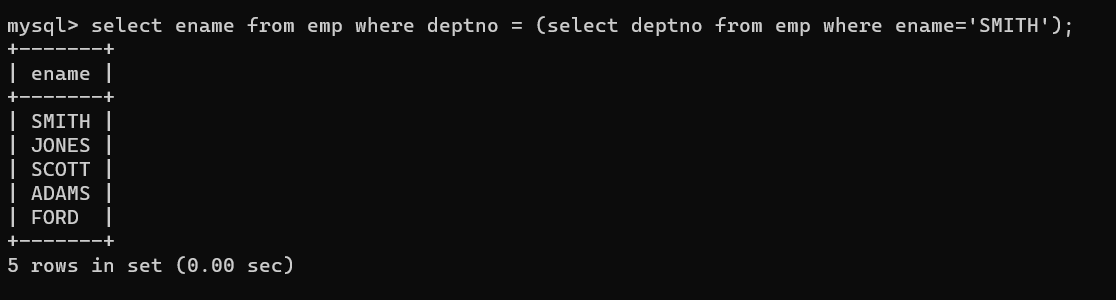 mysql> select ename from emp where deptno = (select deptno from emp where ename='SMITH');
+-------+
| ename |
+-------+
| SMITH |
| JONES |
| SCOTT |
| ADAMS |
| FORD  |
+-------+
5 rows in set (0.00 sec)